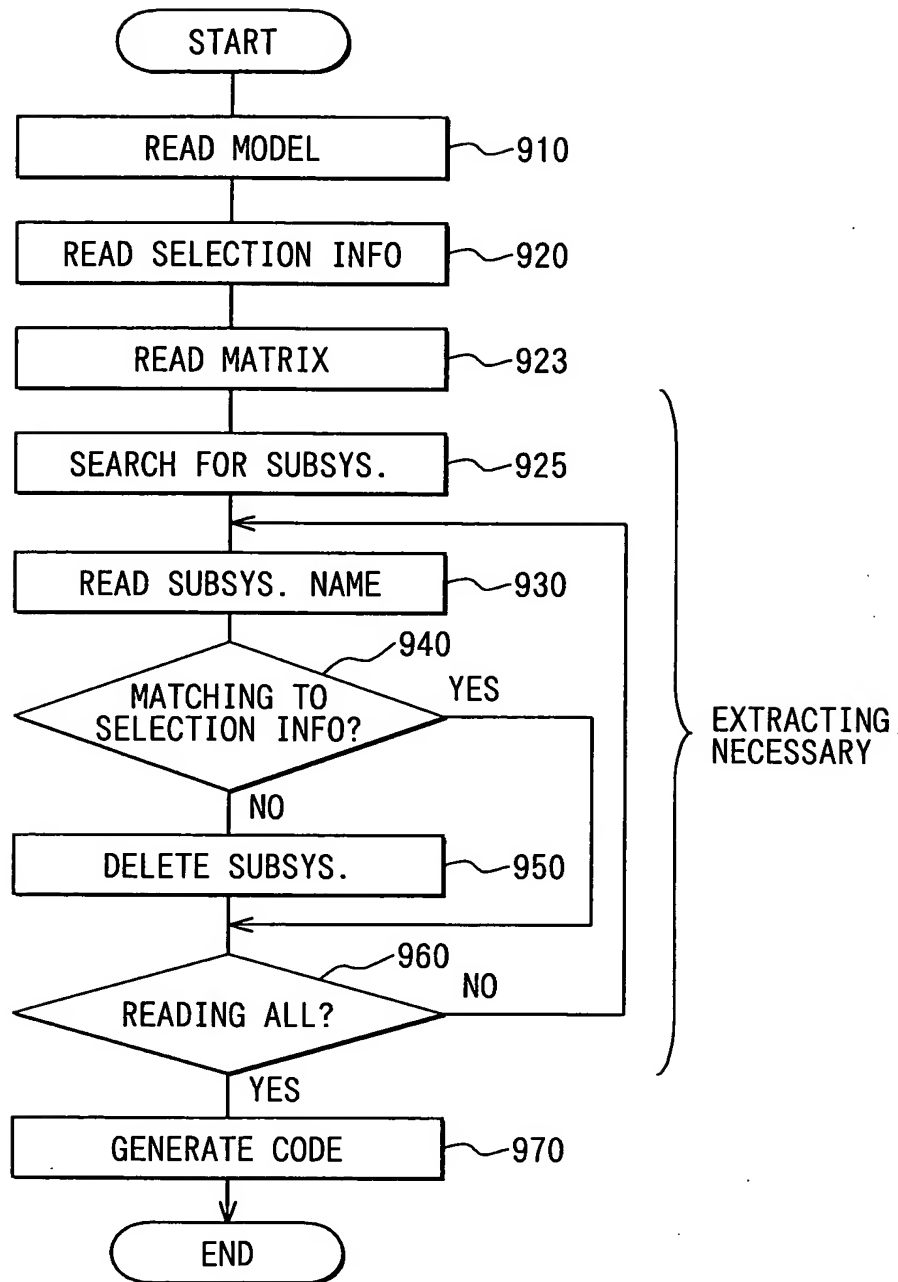 START
READ MODEL
910
READ SELECTION INFO
920
READ MATRIX
923
SEARCH FOR SUBSYS.
925
READ SUBSYS. NAME
930
940
MATCHING TO
SELECTION INFO?
YES
EXTRACTING
NECESSARY
NO
DELETE SUBSYS.
950
960
READING ALL?
NO
YES
GENERATE CODE
970
END